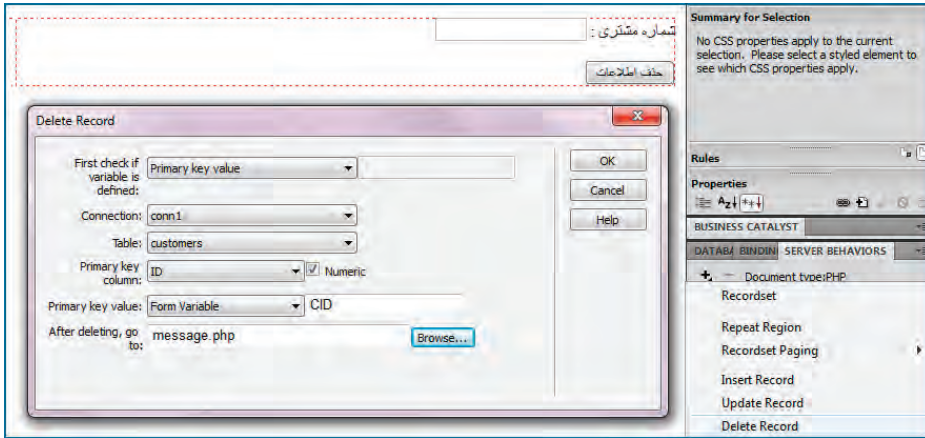 شماره مشتری :
حذف اطلاعات
Delete Record
First check if
variable is
defined:
Primary key value
Connection:
conn1
Table:
customers
Primary key
column:
ID
Numeric
Primary key value:
Form Variable
CID
After deleting, go
to:
message.php
Browse...
OK
Cancel
Help
Summary for Selection
No CSS properties apply to the current
selection. Please select a styled element to
see which CSS properties apply.
Rules
Properties
BUSINESS CATALYST
DATABA BINDIN SERVER BEHAVIORS
Document type:PHP
Recordset
Repeat Region
Recordset Paging
Insert Record
Update Record
Delete Record